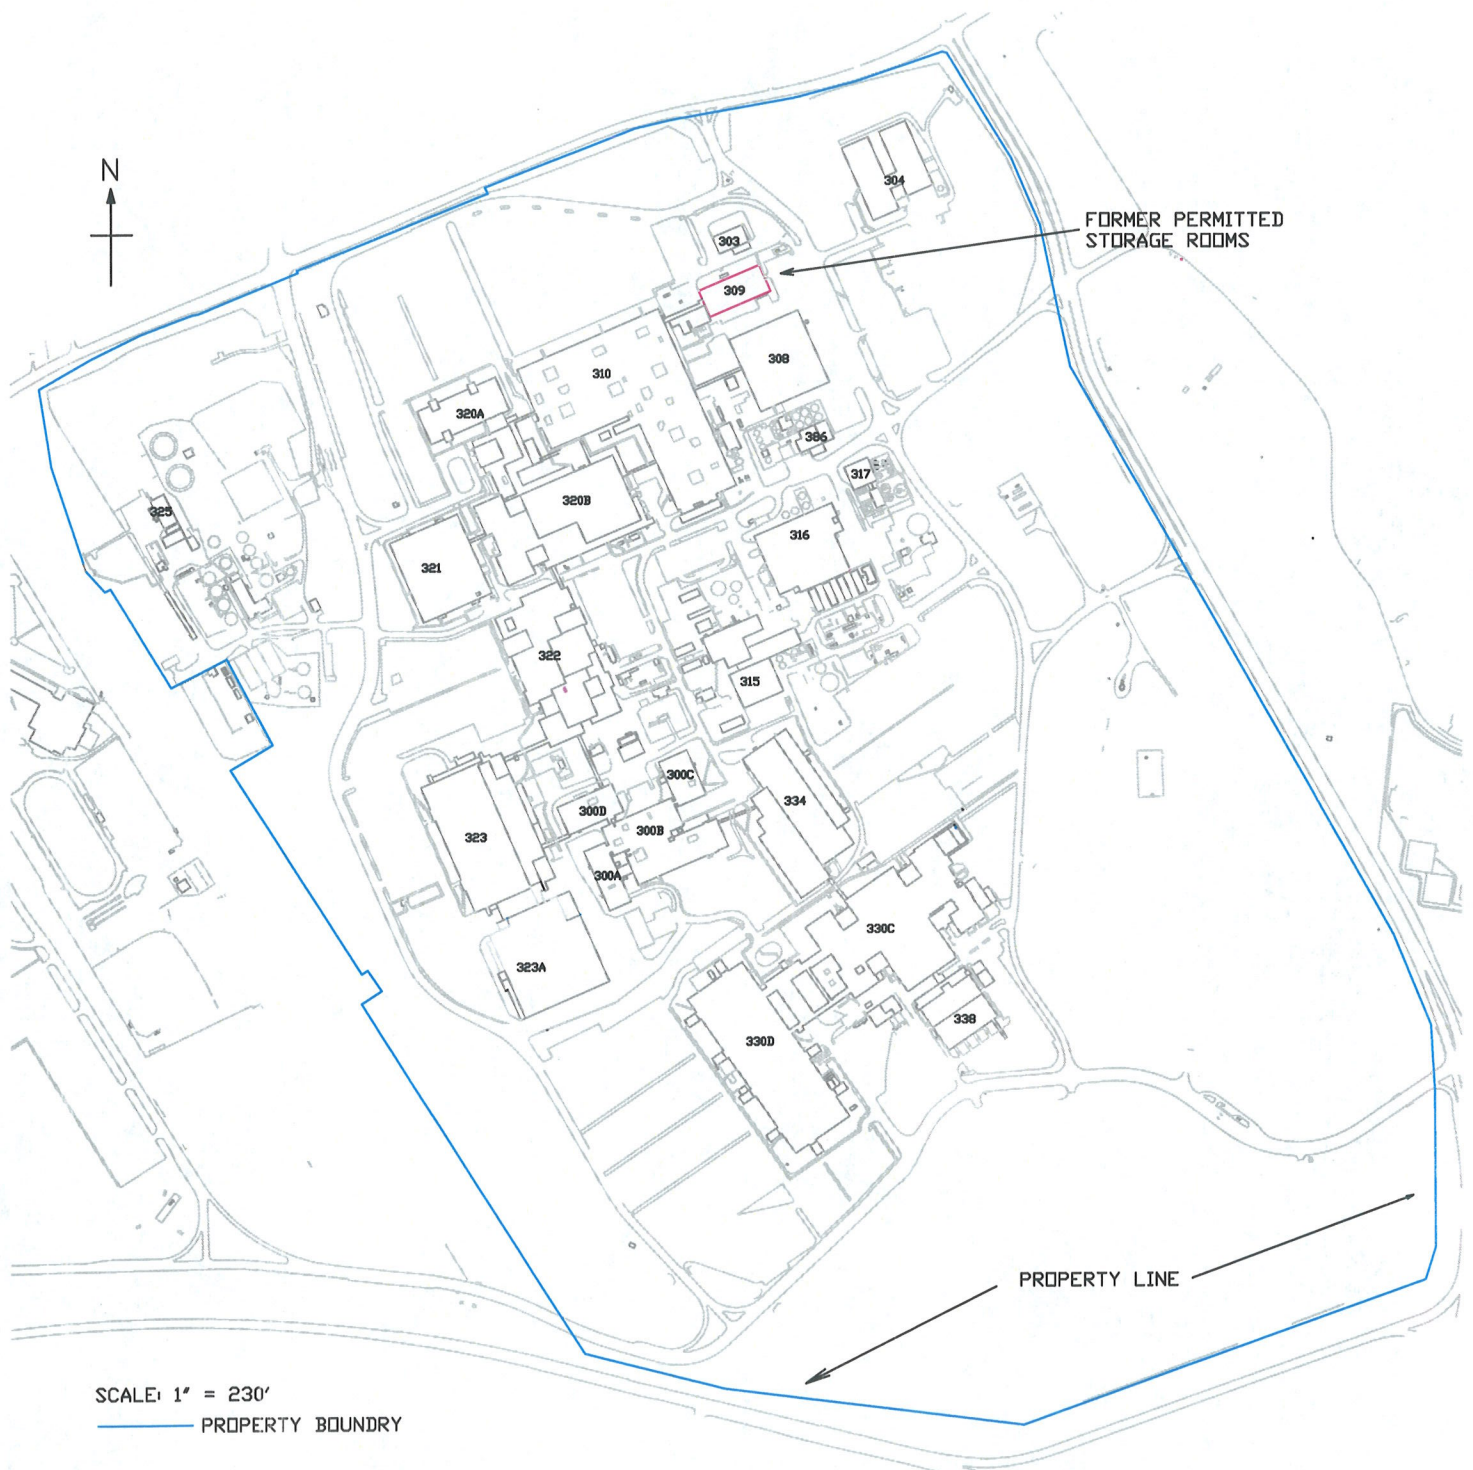 N
FORMER PERMITTED
STORAGE ROOMS
304
303
309
308
310
320A
386
317
325
320B
316
321
322
315
300C
334
300D
300B
323
300A
330C
323A
338
330D
PROPERTY LINE
SCALE: 1" = 230'
PROPERTY BOUNDRY